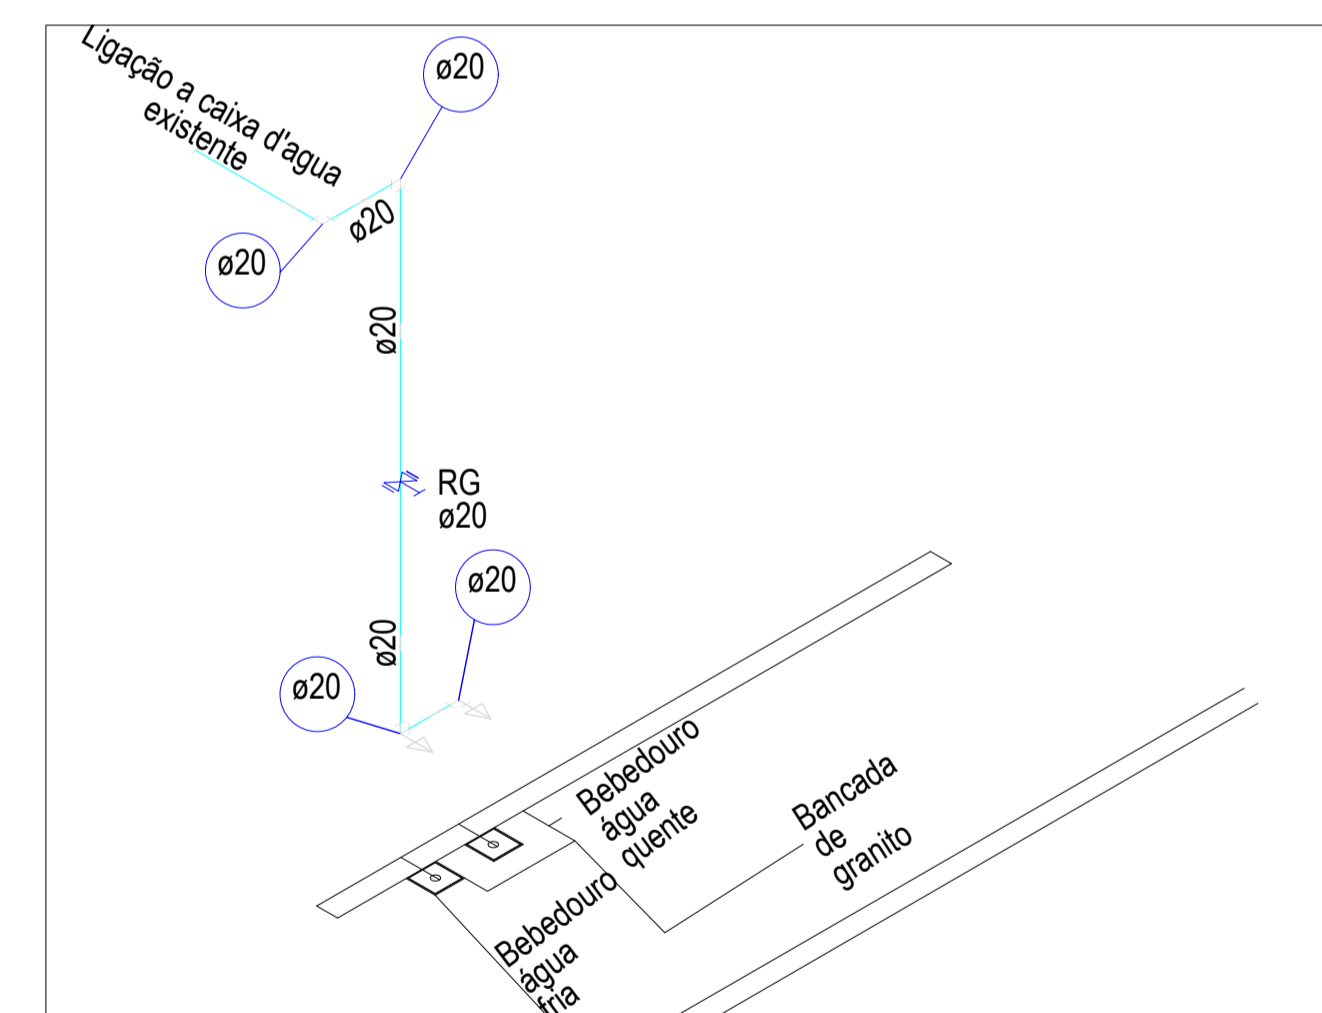 Ligação a caixa d'agua
existente
ø20
ø20
ø20
ø20
RG
ø20
ø20
ø20
ø20
Bebedouro
água
quente
Bancada
de
granito
Bebedouro
água
fria